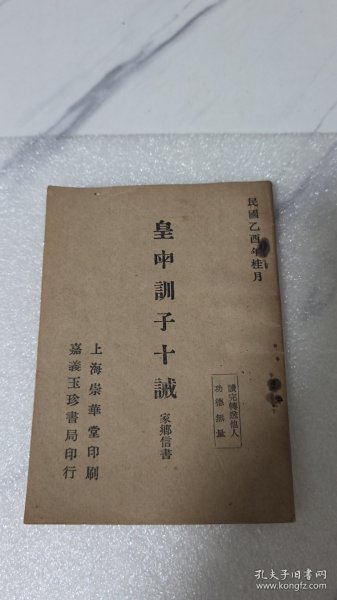 民國乙酉年桂月
讀完轉送他人
功德無量
皇申訓子十誡
家鄉信書
上海崇華堂印刷
嘉義玉珍書局印行
孔夫子旧书网
kongfz.com